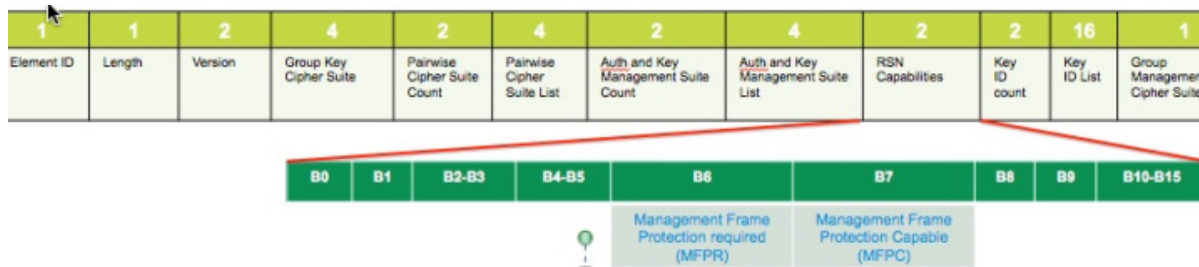 1 1 2 4 2 4 2 4 2 2 16 1
Element ID Length Version Group Key Pairwise Pairwise Auth and Key Auth and Key RSN Key Key Group
Cipher Suite Cipher Suite Cipher Management Suite Management Suite Capabilities ID ID List Managemen
Count Suite List Count List count Cipher Suite
B0 B1 B2-B3 B4-B5 B6 B7 B8 B9 B10-B15
Management Frame Management Frame
Protection required Protection Capable
(MFPR) (MFPC)